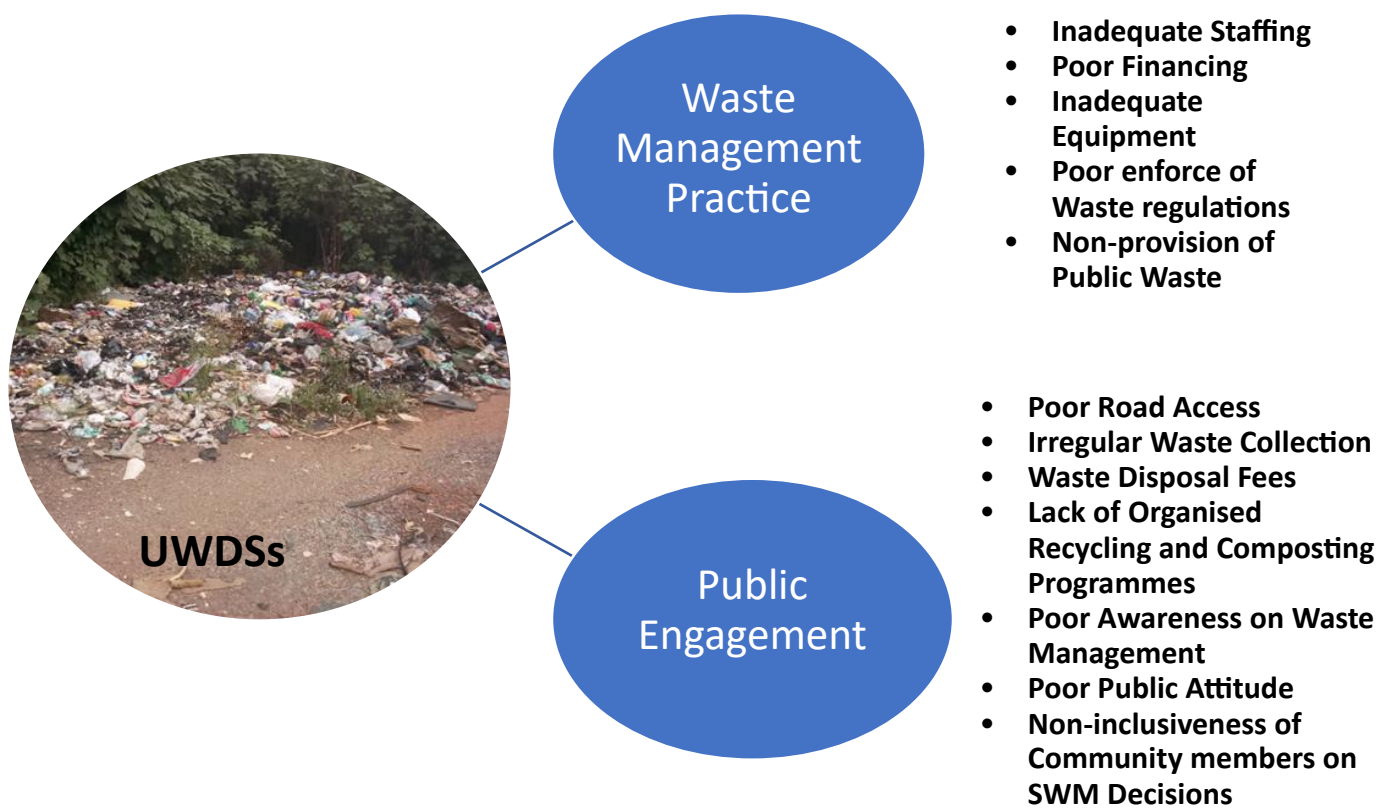 UWDSs
Waste
Management
Practice
• Inadequate Staffing
• Poor Financing
• Inadequate
Equipment
• Poor enforce of
Waste regulations
• Non-provision of
Public Waste
Public
Engagement
• Poor Road Access
• Irregular Waste Collection
• Waste Disposal Fees
• Lack of Organised
Recycling and Composting
Programmes
• Poor Awareness on Waste
Management
• Poor Public Attitude
• Non-inclusiveness of
Community members on
SWM Decisions